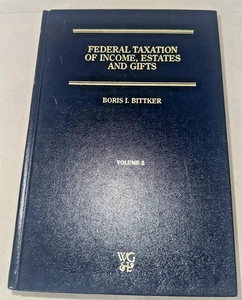 FEDERAL TAXATION
OF INCOME, ESTATES
AND GIFTS
BORIS I. BITTKER
VOLUME 5
WG
&L